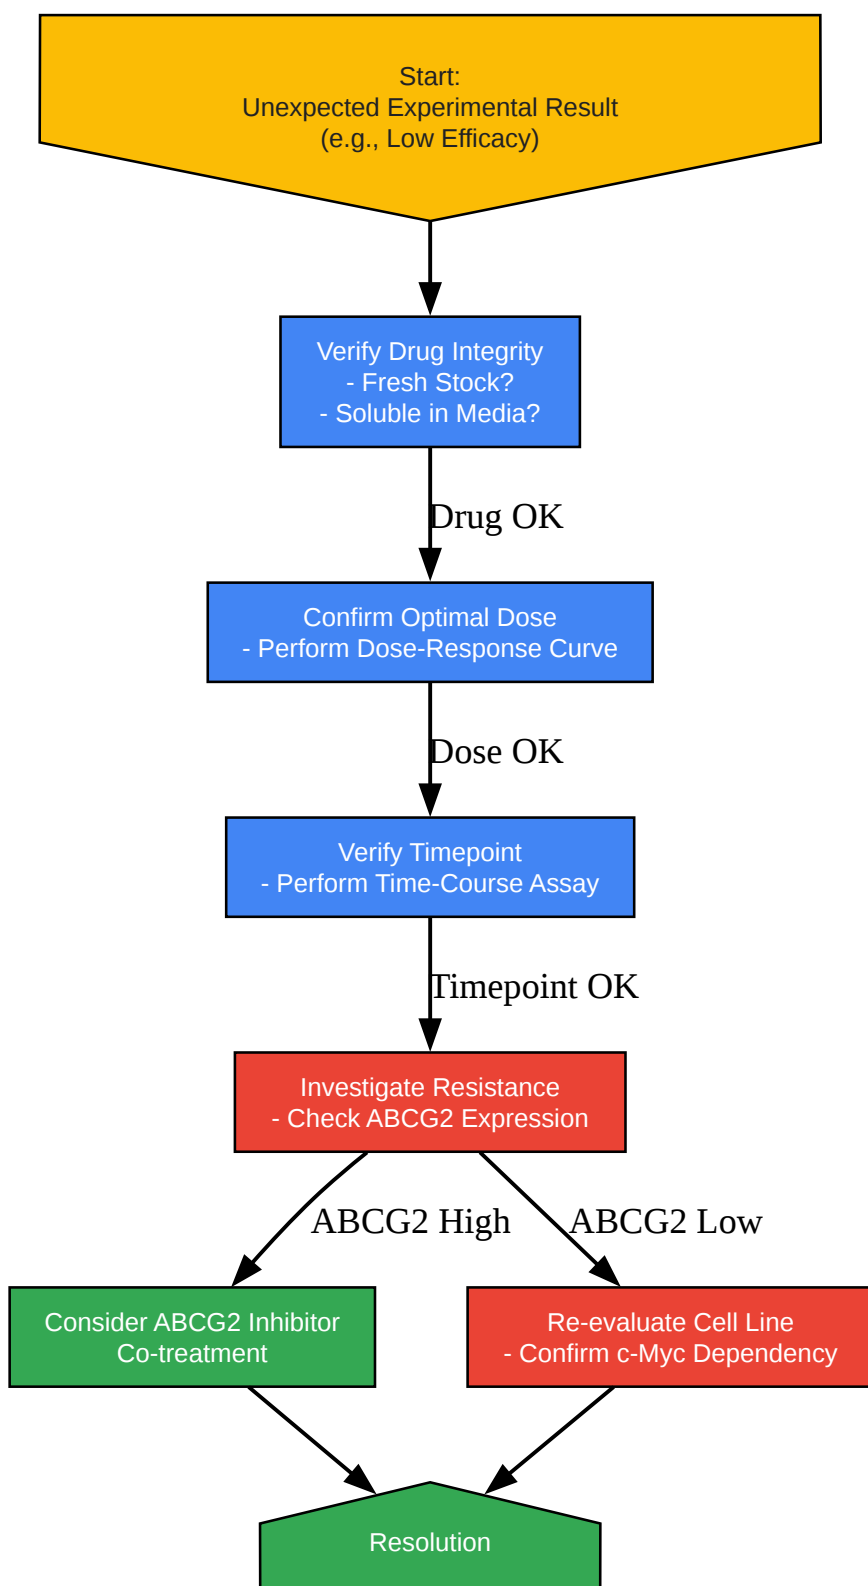 Start:
Unexpected Experimental Result
(e.g., Low Efficacy)
Verify Drug Integrity
- Fresh Stock?
- Soluble in Media?
Drug OK
Confirm Optimal Dose
- Perform Dose-Response Curve
Dose OK
Verify Timepoint
- Perform Time-Course Assay
Timepoint OK
Investigate Resistance
- Check ABCG2 Expression
ABCG2 High
ABCG2 Low
Consider ABCG2 Inhibitor
Co-treatment
Re-evaluate Cell Line
- Confirm c-Myc Dependency
Resolution